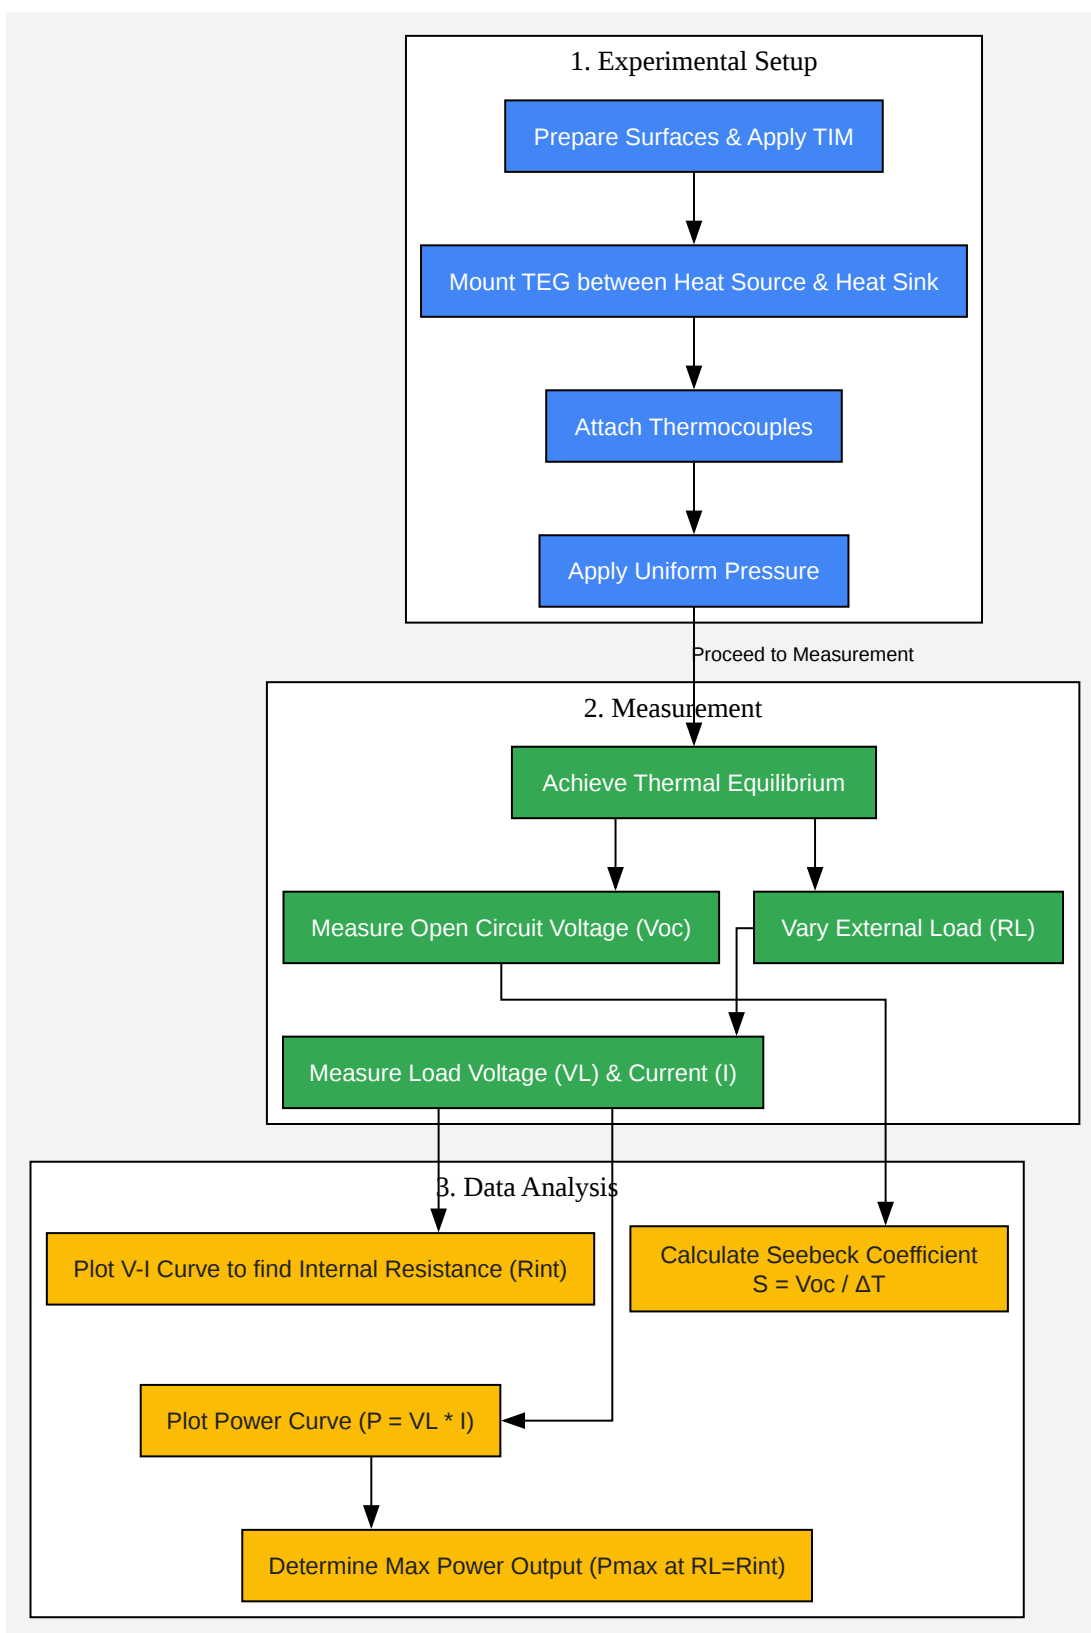 1. Experimental Setup
Prepare Surfaces & Apply TIM
Mount TEG between Heat Source & Heat Sink
Attach Thermocouples
Apply Uniform Pressure
Proceed to Measurement
2. Measurement
Achieve Thermal Equilibrium
Measure Open Circuit Voltage (Voc)
Vary External Load (RL)
Measure Load Voltage (VL) & Current (I)
3. Data Analysis
Plot V-I Curve to find Internal Resistance (Rint)
Calculate Seebeck Coefficient
S = Voc / ΔT
Plot Power Curve (P = VL * I)
Determine Max Power Output (Pmax at RL=Rint)